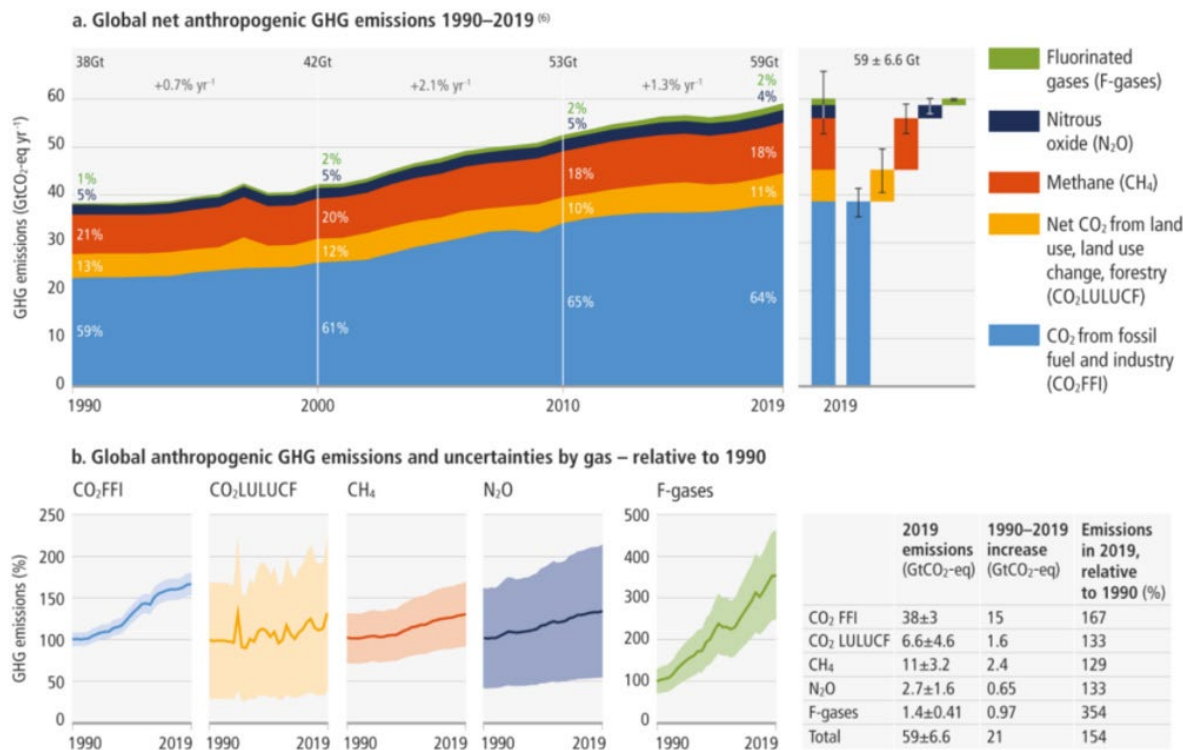 a. Global net anthropogenic GHG emissions 1990–2019 (6)
38Gt 42Gt 53Gt 59Gt
+0.7% yr⁻¹ +2.1% yr⁻¹ +1.3% yr⁻¹
59 ± 6.6 Gt
GHG emissions (GtCO₂-eq yr⁻¹)
60
50
40
30
20
10
0
1%
5%
21%
13%
59%
2%
5%
20%
12%
61%
2%
5%
18%
10%
65%
2%
4%
18%
11%
64%
1990 2000 2010 2019
2019
Fluorinated
gases (F-gases)
Nitrous
oxide (N₂O)
Methane (CH₄)
Net CO₂ from land
use, land use
change, forestry
(CO₂LULUCF)
CO₂ from fossil
fuel and industry
(CO₂FFI)
b. Global anthropogenic GHG emissions and uncertainties by gas – relative to 1990
CO₂FFI CO₂LULUCF CH₄ N₂O F-gases
GHG emissions (%)
250
200
150
100
50
0
500
400
300
200
100
0
1990 2019 1990 2019 1990 2019 1990 2019 1990 2019
2019
emissions
(GtCO₂-eq)
1990–2019
increase
(GtCO₂-eq)
Emissions
in 2019,
relative
to 1990 (%)
CO₂ FFI 38±3 15 167
CO₂ LULUCF 6.6±4.6 1.6 133
CH₄ 11±3.2 2.4 129
N₂O 2.7±1.6 0.65 133
F-gases 1.4±0.41 0.97 354
Total 59±6.6 21 154